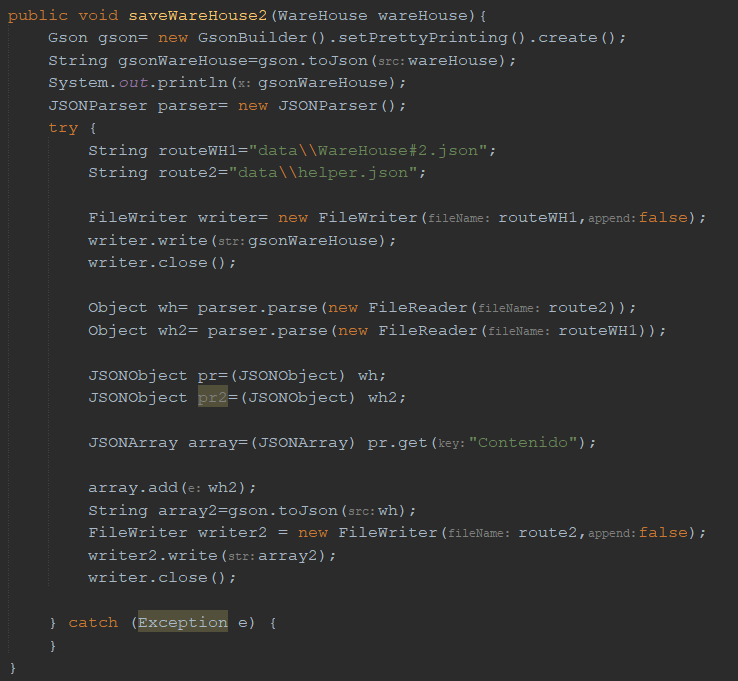 public void saveWareHouse2(WareHouse wareHouse){
Gson gson= new GsonBuilder().setPrettyPrinting().create();
String gsonWareHouse=gson.toJson(src:wareHouse);
System.out.println(x: gsonWareHouse);
JSONParser parser= new JSONParser();
try {
String routeWH1="data\\WareHouse#2.json";
String route2="data\\helper.json";
FileWriter writer= new FileWriter(fileName: routeWH1,append:false);
writer.write(str:gsonWareHouse);
writer.close();
Object wh= parser.parse(new FileReader(fileName: route2));
Object wh2= parser.parse(new FileReader(fileName: routeWH1));
JSONObject pr=(JSONObject) wh;
JSONObject pr2=(JSONObject) wh2;
JSONArray array=(JSONArray) pr.get(key:"Contenido");
array.add(e: wh2);
String array2=gson.toJson(src:wh);
FileWriter writer2 = new FileWriter(fileName: route2,append:false);
writer2.write(str:array2);
writer.close();
} catch (Exception e) {
}
}